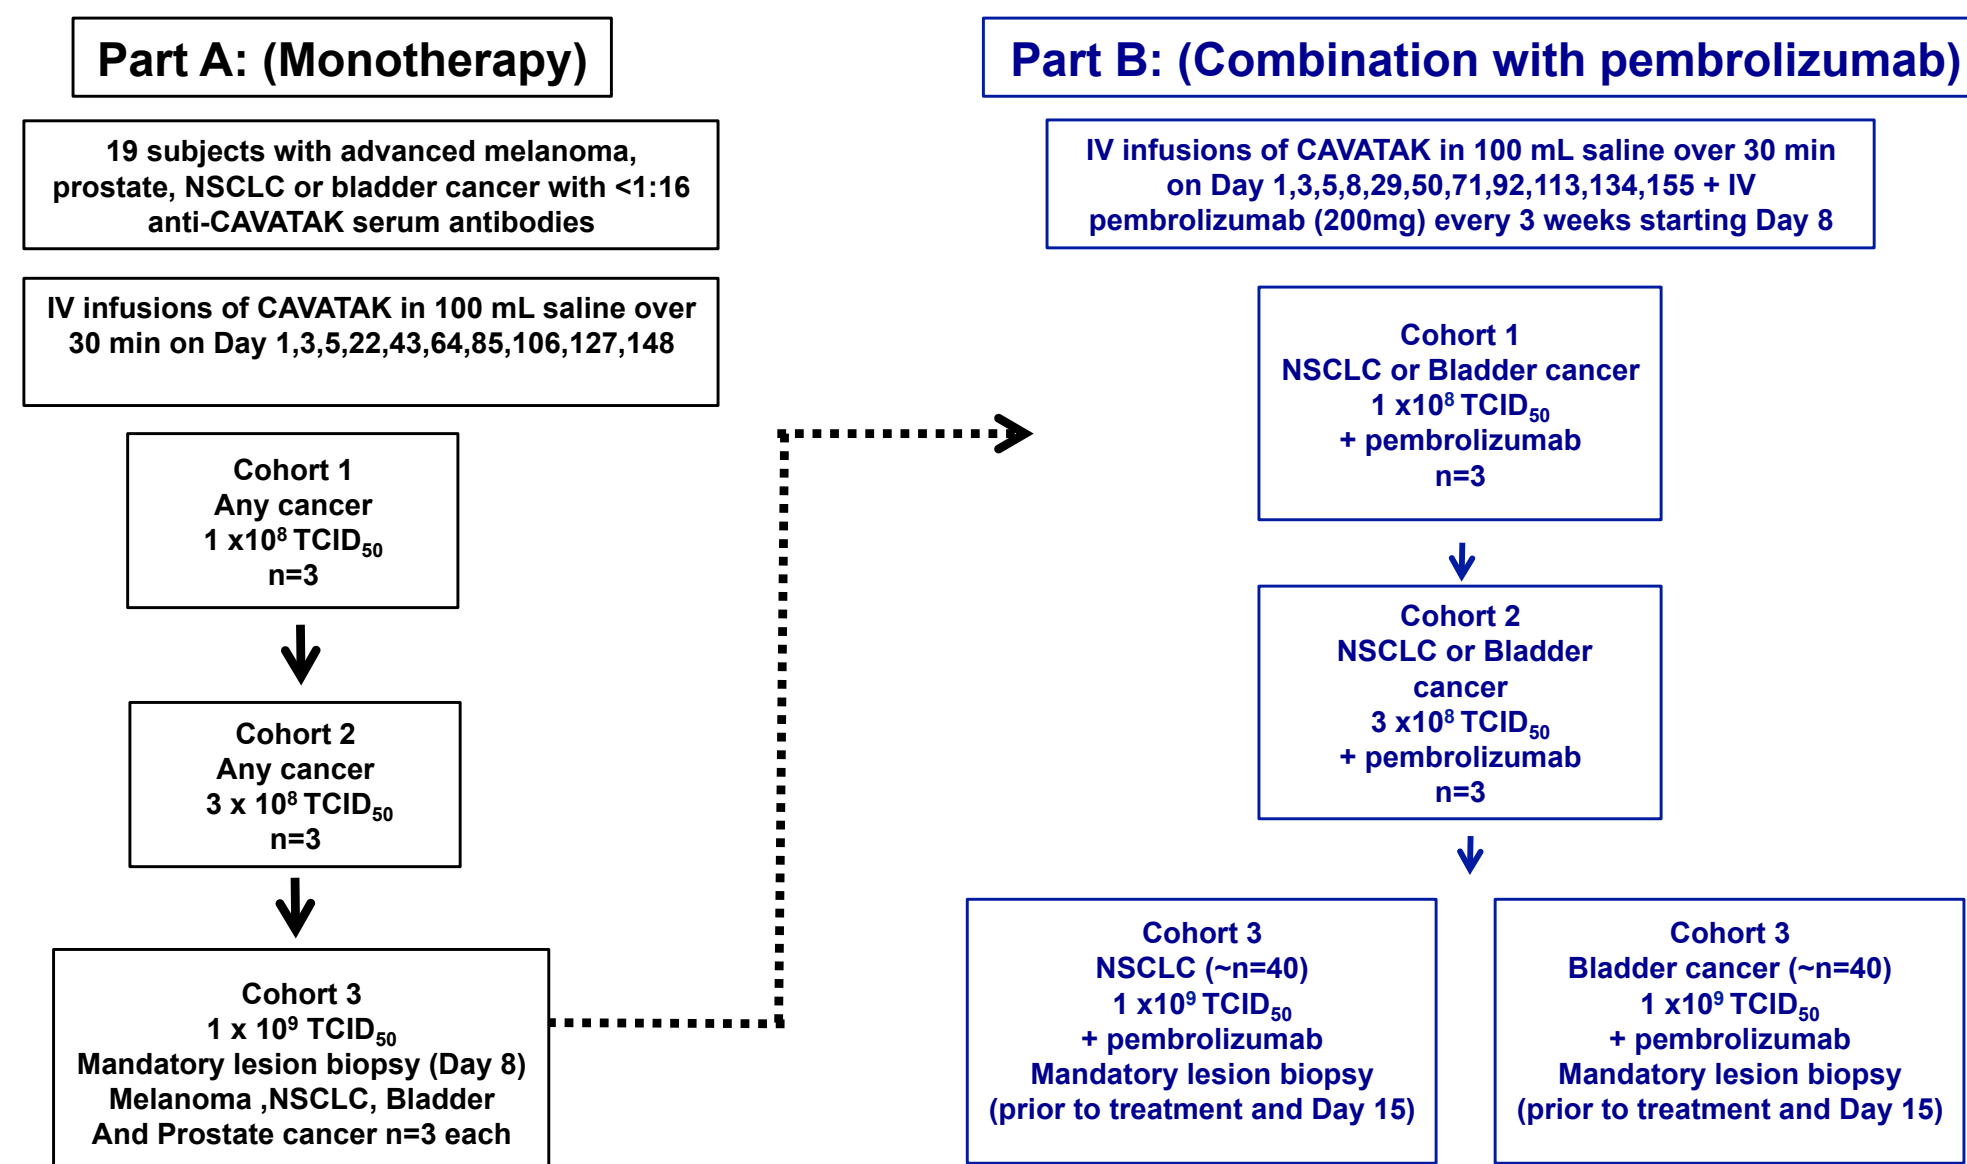 Part A: (Monotherapy)
19 subjects with advanced melanoma,
prostate, NSCLC or bladder cancer with <1:16
anti-CAVATAK serum antibodies
IV infusions of CAVATAK in 100 mL saline over
30 min on Day 1,3,5,22,43,64,85,106,127,148
Cohort 1
Any cancer
1 x10⁸ TCID₅₀
n=3
Cohort 2
Any cancer
3 x 10⁸ TCID₅₀
n=3
Cohort 3
1 x 10⁹ TCID₅₀
Mandatory lesion biopsy (Day 8)
Melanoma ,NSCLC, Bladder
And Prostate cancer n=3 each
Part B: (Combination with pembrolizumab)
IV infusions of CAVATAK in 100 mL saline over 30 min
on Day 1,3,5,8,29,50,71,92,113,134,155 + IV
pembrolizumab (200mg) every 3 weeks starting Day 8
Cohort 1
NSCLC or Bladder cancer
1 x10⁸ TCID₅₀
+ pembrolizumab
n=3
Cohort 2
NSCLC or Bladder
cancer
3 x10⁸ TCID₅₀
+ pembrolizumab
n=3
Cohort 3
NSCLC (~n=40)
1 x10⁹ TCID₅₀
+ pembrolizumab
Mandatory lesion biopsy
(prior to treatment and Day 15)
Cohort 3
Bladder cancer (~n=40)
1 x10⁹ TCID₅₀
+ pembrolizumab
Mandatory lesion biopsy
(prior to treatment and Day 15)